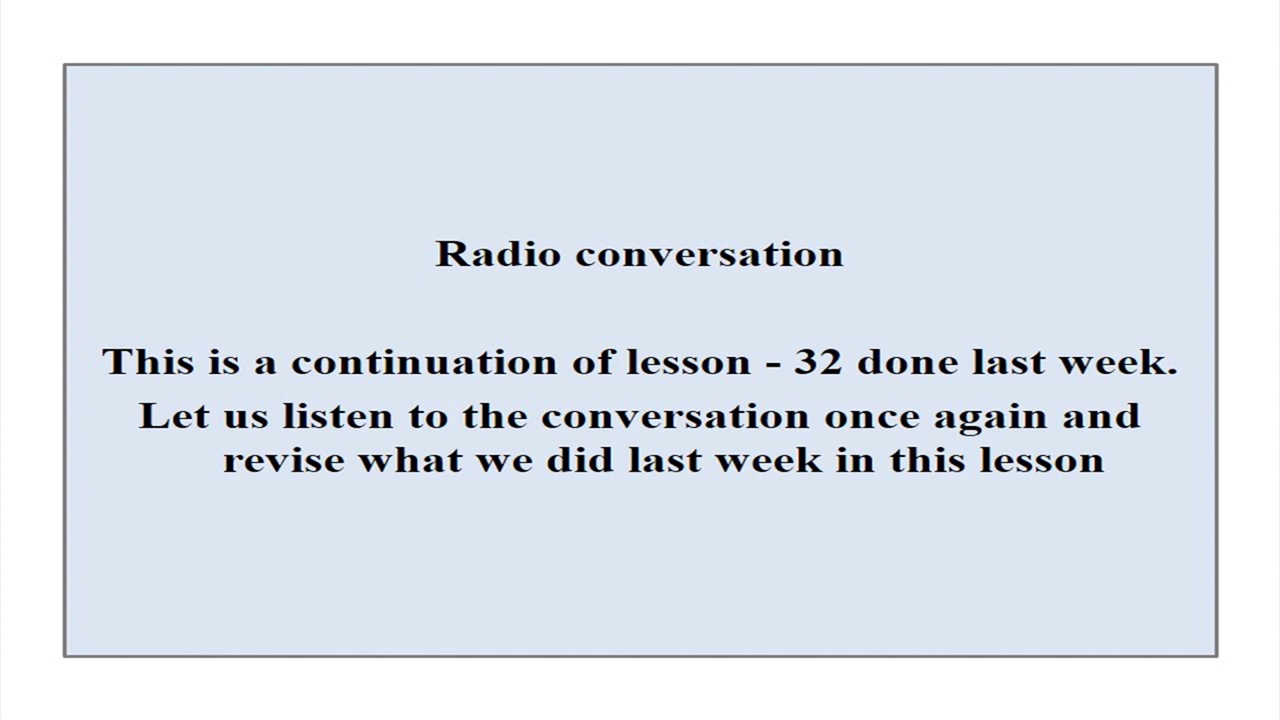 Radio conversation
This is a continuation of lesson - 32 done last week.
Let us listen to the conversation once again and
revise what we did last week in this lesson